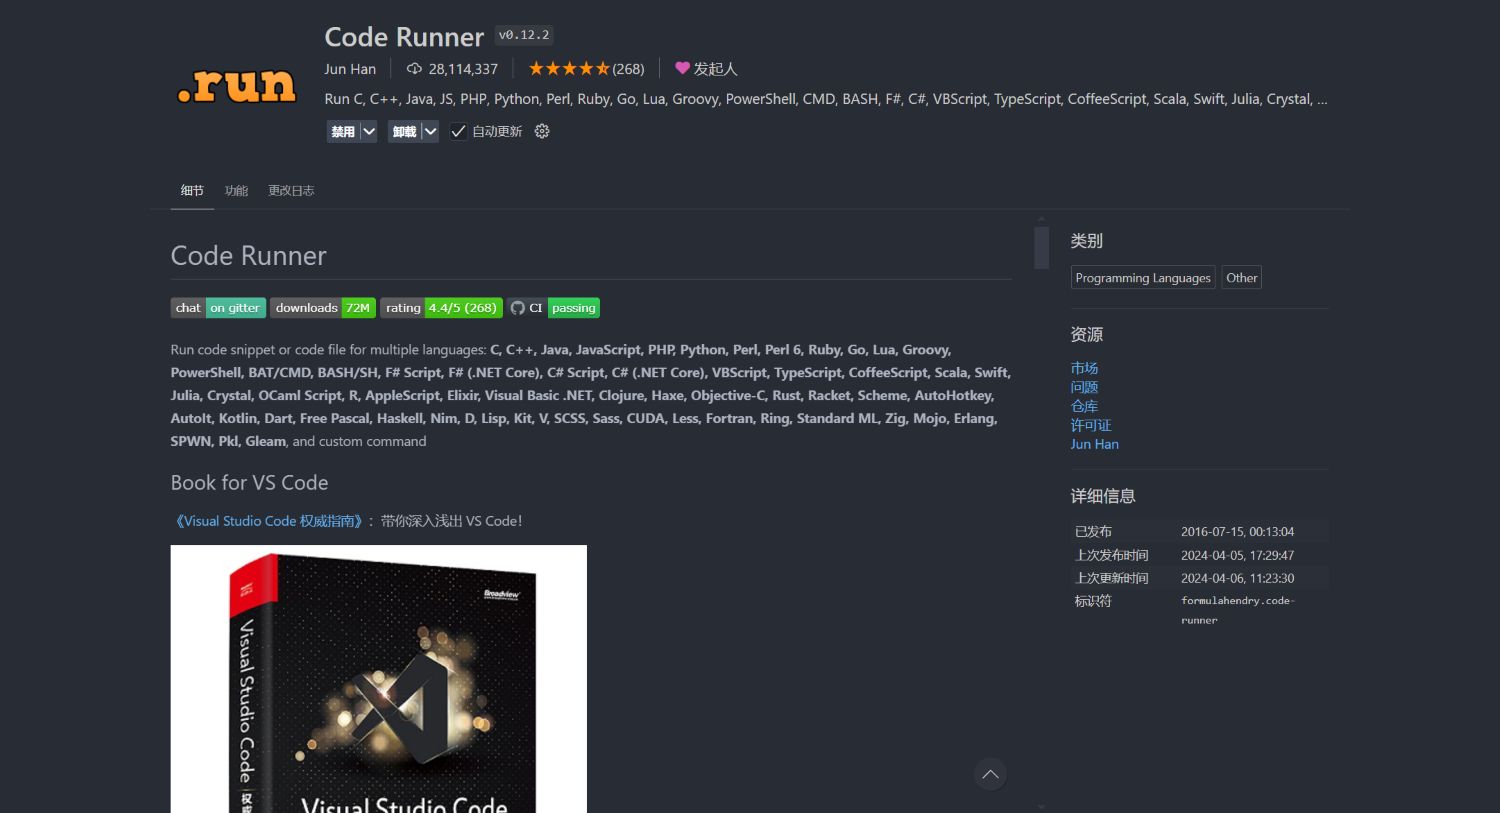 .run
Code Runner v0.12.2
Jun Han 28,114,337 (268) 发起人
Run C, C++, Java, JS, PHP, Python, Perl, Ruby, Go, Lua, Groovy, PowerShell, CMD, BASH, F#, C#, VBScript, TypeScript, CoffeeScript, Scala, Swift, Julia, Crystal, ...
禁用 卸载 自动更新
细节 功能 更改日志
Code Runner
chat on gitter downloads 72M rating 4.4/5 (268) CI passing
Run code snippet or code file for multiple languages: C, C++, Java, JavaScript, PHP, Python, Perl, Perl 6, Ruby, Go, Lua, Groovy,
PowerShell, BAT/CMD, BASH/SH, F# Script, F# (.NET Core), C# Script, C# (.NET Core), VBScript, TypeScript, CoffeeScript, Scala, Swift,
Julia, Crystal, OCaml Script, R, AppleScript, Elixir, Visual Basic .NET, Clojure, Haxe, Objective-C, Rust, Racket, Scheme, AutoHotkey,
AutoIt, Kotlin, Dart, Free Pascal, Haskell, Nim, D, Lisp, Kit, V, SCSS, Sass, CUDA, Less, Fortran, Ring, Standard ML, Zig, Mojo, Erlang,
SPWN, Pkl, Gleam, and custom command
Book for VS Code
《Visual Studio Code 权威指南》：带你深入浅出 VS Code！
Broadview
Visual Studio Code 权威
Visual Studio Code
类别
Programming Languages Other
资源
市场
问题
仓库
许可证
Jun Han
详细信息
已发布 2016-07-15, 00:13:04
上次发布时间 2024-04-05, 17:29:47
上次更新时间 2024-04-06, 11:23:30
标识符 formulahendry.code-
runner